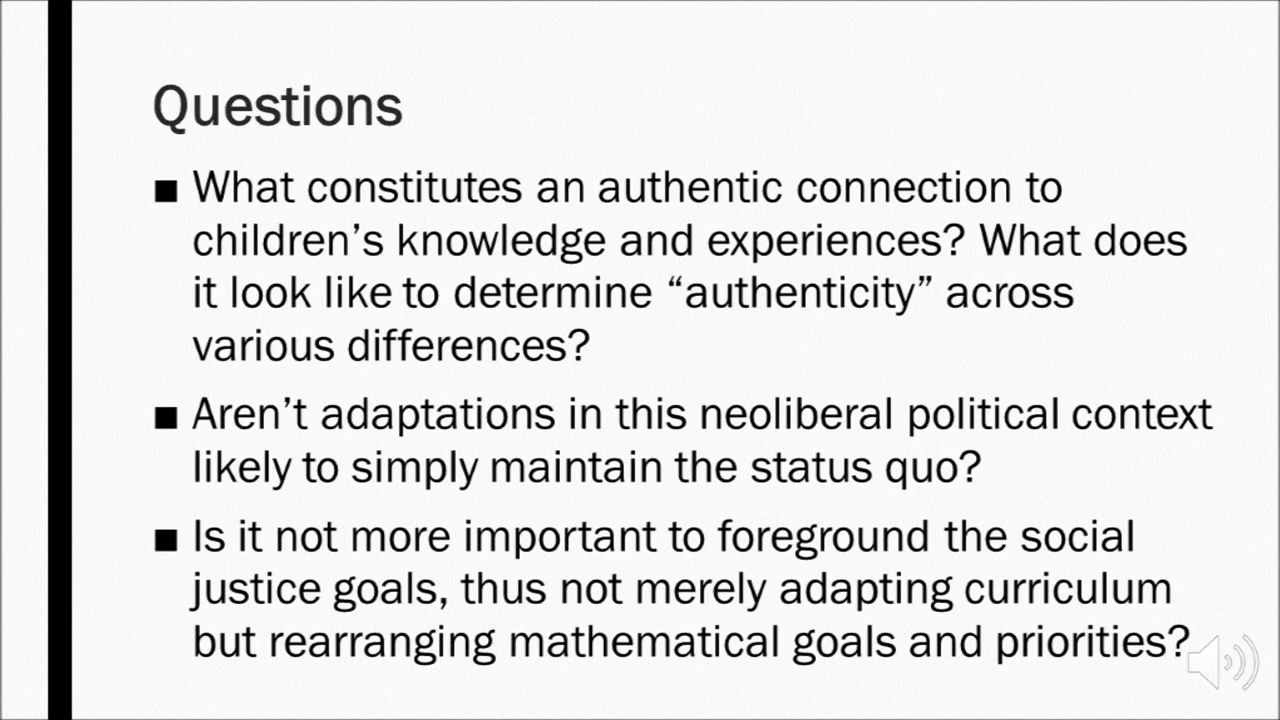 Questions
■ What constitutes an authentic connection to
children’s knowledge and experiences? What does
it look like to determine “authenticity” across
various differences?
■ Aren’t adaptations in this neoliberal political context
likely to simply maintain the status quo?
■ Is it not more important to foreground the social
justice goals, thus not merely adapting curriculum
but rearranging mathematical goals and priorities?